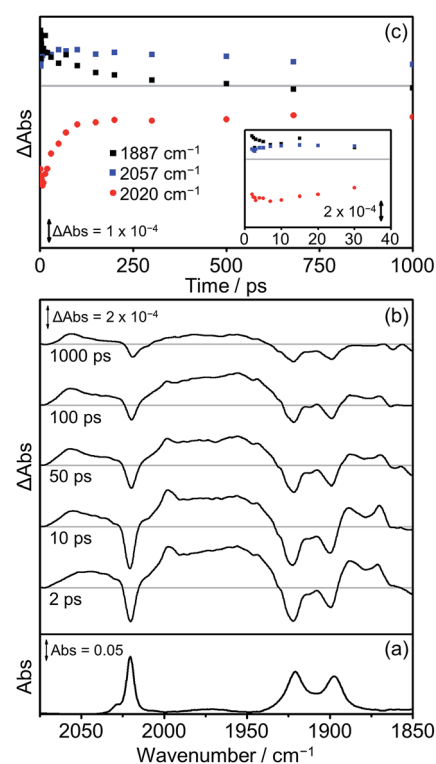 (c)
ΔAbs
1887 cm⁻¹
2057 cm⁻¹
2020 cm⁻¹
ΔAbs = 1 x 10⁻⁴
2 x 10⁻⁴
0 10 20 30 40
0 250 500 750 1000
Time / ps
(b)
ΔAbs = 2 x 10⁻⁴
ΔAbs
1000 ps
100 ps
50 ps
10 ps
2 ps
(a)
Abs = 0.05
Abs
2050 2000 1950 1900 1850
Wavenumber / cm⁻¹